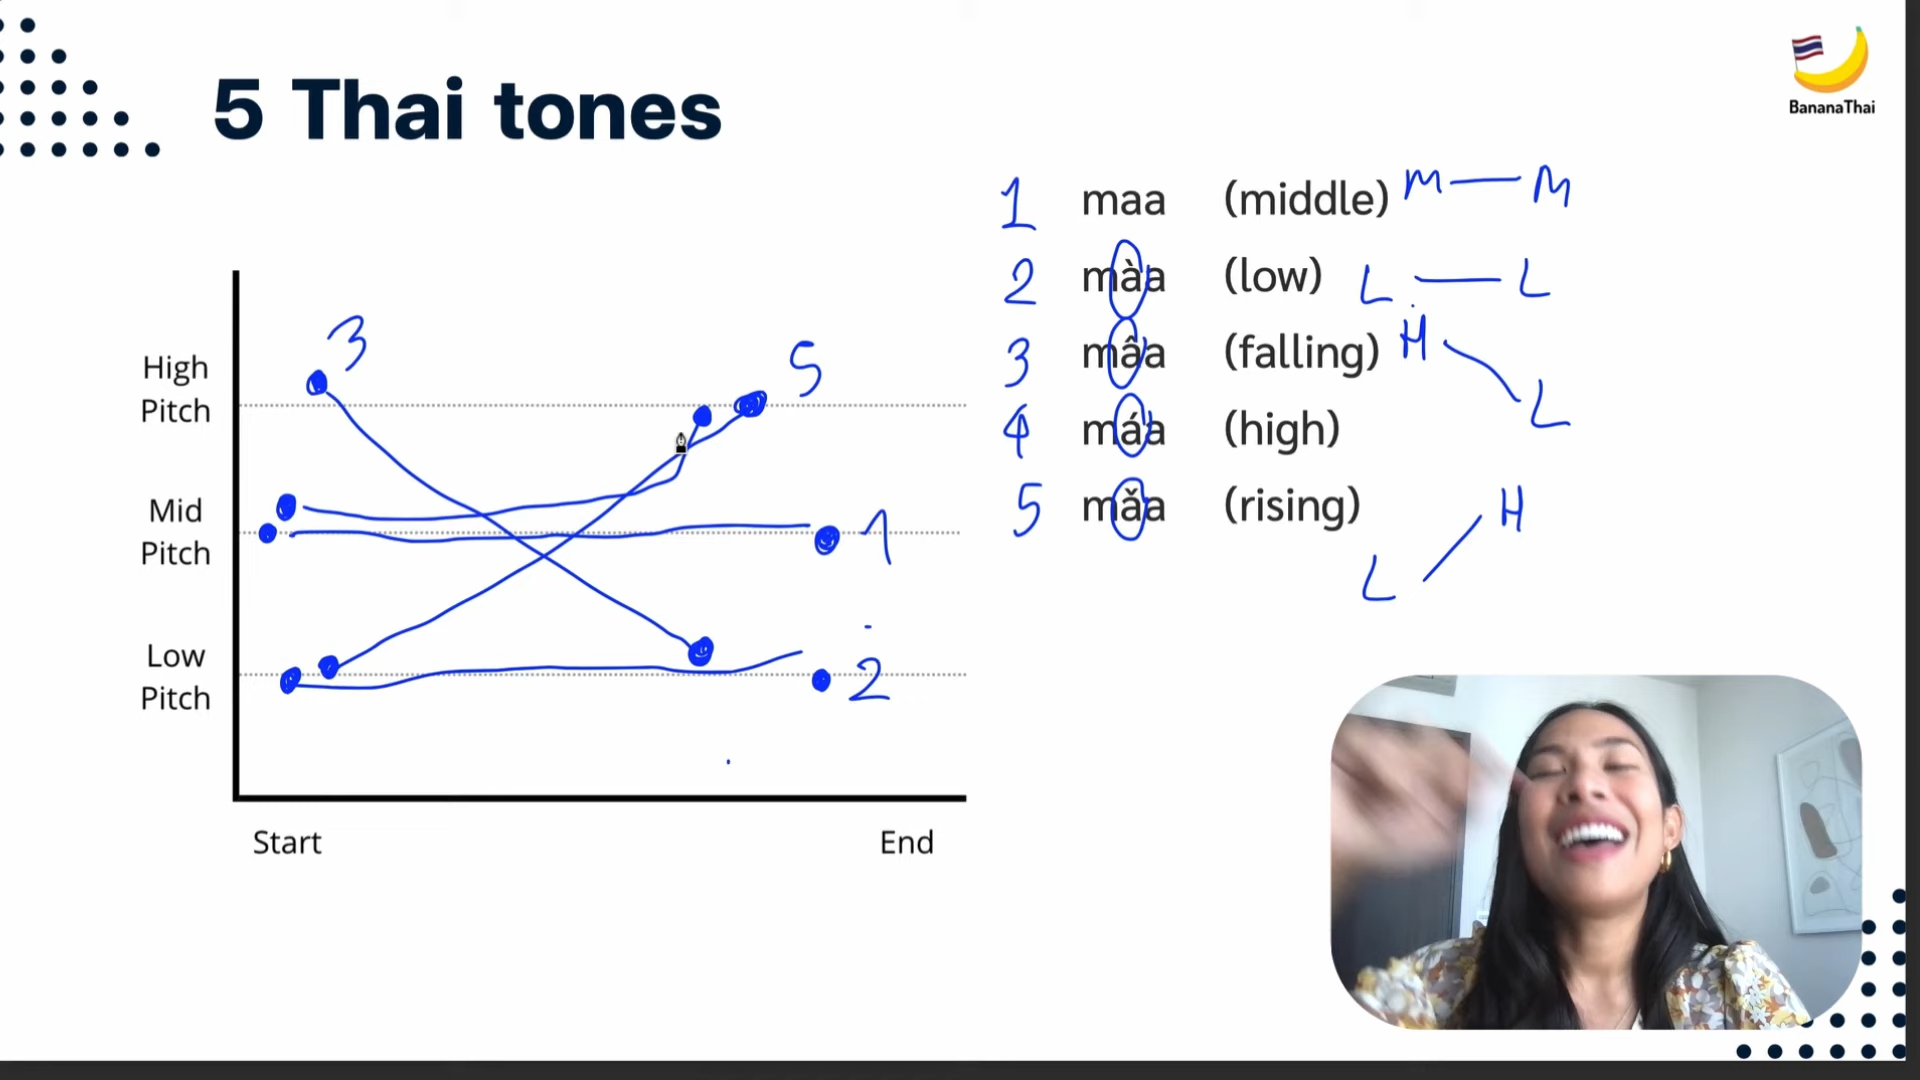 5 Thai tones
BananaThai
1 maa (middle) M — M
2 màa (low) L — L
3 mâa (falling) H L
4 máa (high)
5 mǎa (rising) L H
3
5
High
Pitch
Mid
Pitch
1
Low
Pitch
2
Start
End